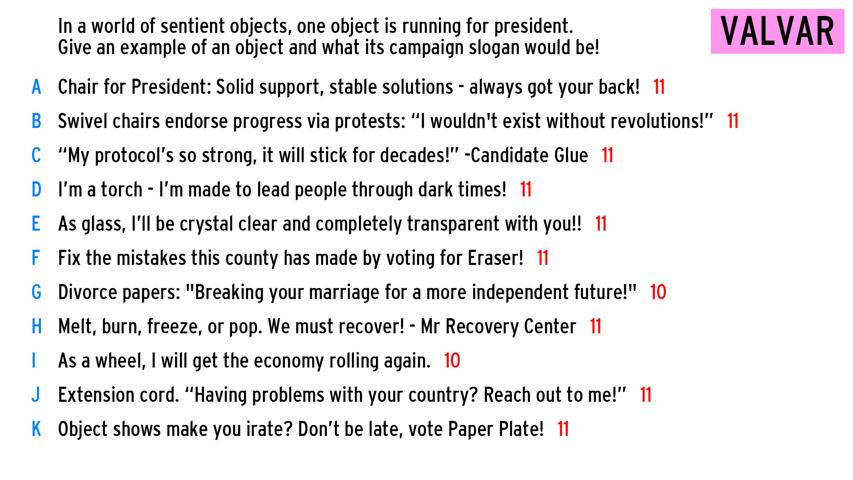 In a world of sentient objects, one object is running for president.
Give an example of an object and what its campaign slogan would be!
VALVAR
A Chair for President: Solid support, stable solutions - always got your back! 11
B Swivel chairs endorse progress via protests: “I wouldn't exist without revolutions!” 11
C “My protocol’s so strong, it will stick for decades!” -Candidate Glue 11
D I’m a torch - I’m made to lead people through dark times! 11
E As glass, I’ll be crystal clear and completely transparent with you!! 11
F Fix the mistakes this county has made by voting for Eraser! 11
G Divorce papers: "Breaking your marriage for a more independent future!" 10
H Melt, burn, freeze, or pop. We must recover! - Mr Recovery Center 11
I As a wheel, I will get the economy rolling again. 10
J Extension cord. “Having problems with your country? Reach out to me!” 11
K Object shows make you irate? Don’t be late, vote Paper Plate! 11